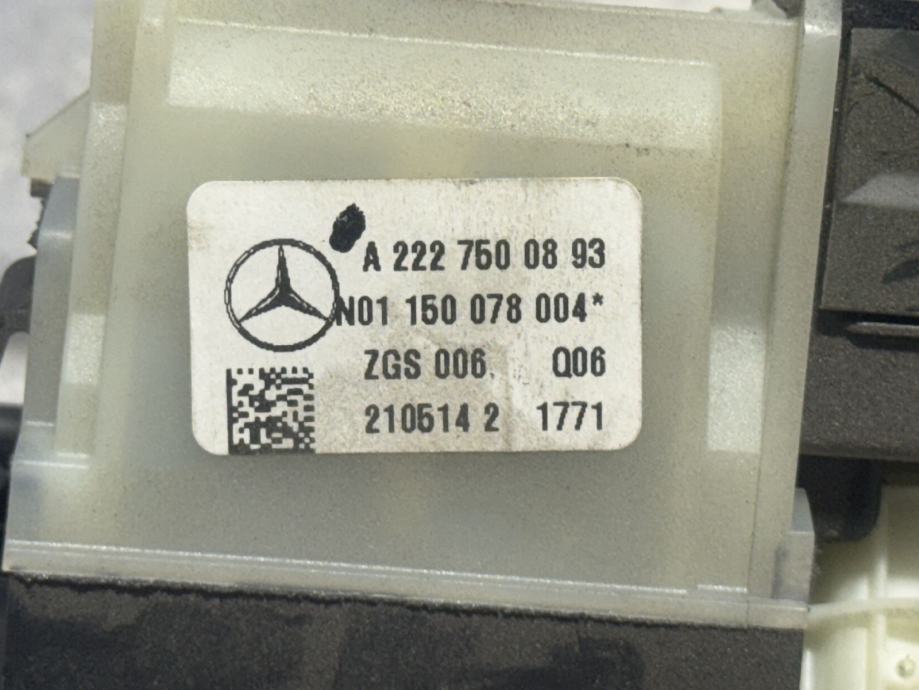 A 222 750 08 93
N01 150 078 004*
ZGS 006. Q06
210514 2 1771